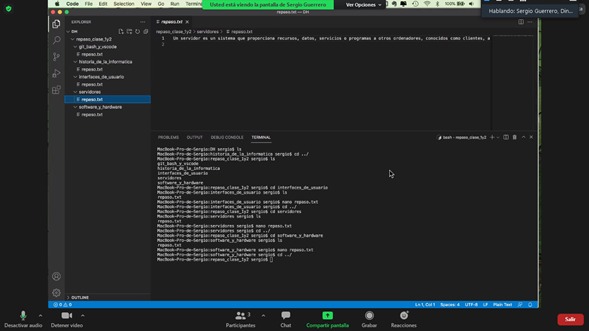 Code File Edit Selection View Go Run
Usted está viendo la pantalla de Sergio Guerrero
Ver Opciones
100%
repaso.txt — DH
Hablando: Sergio Guerrero, Din...
EXPLORER
repaso.txt
DH
repaso_clase_1y2 > servidores > repaso.txt
repaso_clase_1y2
1 Un servidor es un sistema que proporciona recursos, datos, servicios o programas a otros ordenadores, conocidos como clientes, a
2
git_bash_y_vscode
repaso.txt
historia_de_la_informatica
repaso.txt
interfaces_de_usuario
repaso.txt
servidores
repaso.txt
software_y_hardware
repaso.txt
PROBLEMS OUTPUT DEBUG CONSOLE TERMINAL
bash - repaso_clase_1y2
MacBook-Pro-de-Sergio:DH sergio$ ls
MacBook-Pro-de-Sergio:historia_de_la_informatica sergio$ cd ../
MacBook-Pro-de-Sergio:repaso_clase_1y2 sergio$ ls
git_bash_y_vscode
historia_de_la_informatica
interfaces_de_usuario
servidores
software_y_hardware
MacBook-Pro-de-Sergio:repaso_clase_1y2 sergio$ cd interfaces_de_usuario
MacBook-Pro-de-Sergio:interfaces_de_usuario sergio$ ls
repaso.txt
MacBook-Pro-de-Sergio:interfaces_de_usuario sergio$ nano repaso.txt
MacBook-Pro-de-Sergio:interfaces_de_usuario sergio$ cd ../
MacBook-Pro-de-Sergio:repaso_clase_1y2 sergio$ cd servidores
MacBook-Pro-de-Sergio:servidores sergio$ ls
repaso.txt
MacBook-Pro-de-Sergio:servidores sergio$ nano repaso.txt
MacBook-Pro-de-Sergio:servidores sergio$ cd ../
MacBook-Pro-de-Sergio:repaso_clase_1y2 sergio$ cd software_y_hardware
MacBook-Pro-de-Sergio:software_y_hardware sergio$ ls
repaso.txt
MacBook-Pro-de-Sergio:software_y_hardware sergio$ nano repaso.txt
MacBook-Pro-de-Sergio:software_y_hardware sergio$ cd ../
MacBook-Pro-de-Sergio:repaso_clase_1y2 sergio$
OUTLINE
0 0
Ln 1, Col 1 Spaces: 4 UTF-8 LF Plain Text
Desactivar audio
Detener video
Participantes
3
Chat
Compartir pantalla
Grabar
Reacciones
Salir